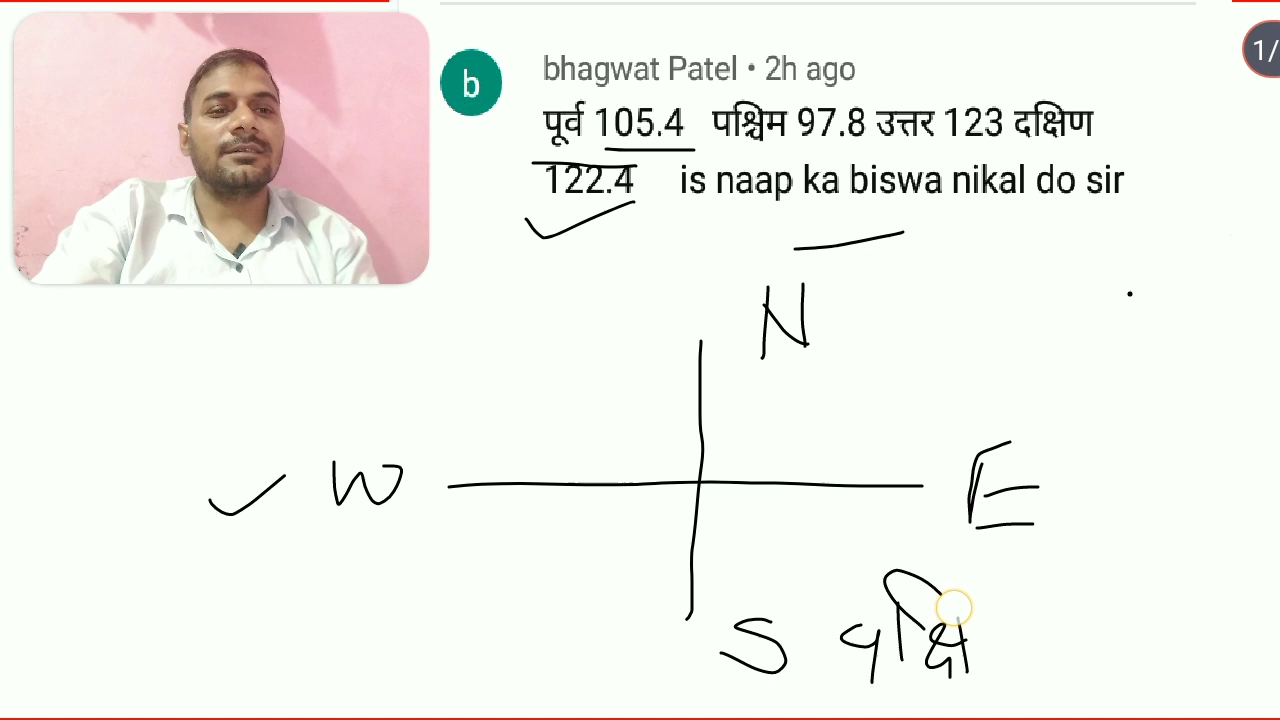 b
bhagwat Patel • 2h ago
1/
पूर्व 105.4 पश्चिम 97.8 उत्तर 123 दक्षिण
122.4 is naap ka biswa nikal do sir
N
W
E
S